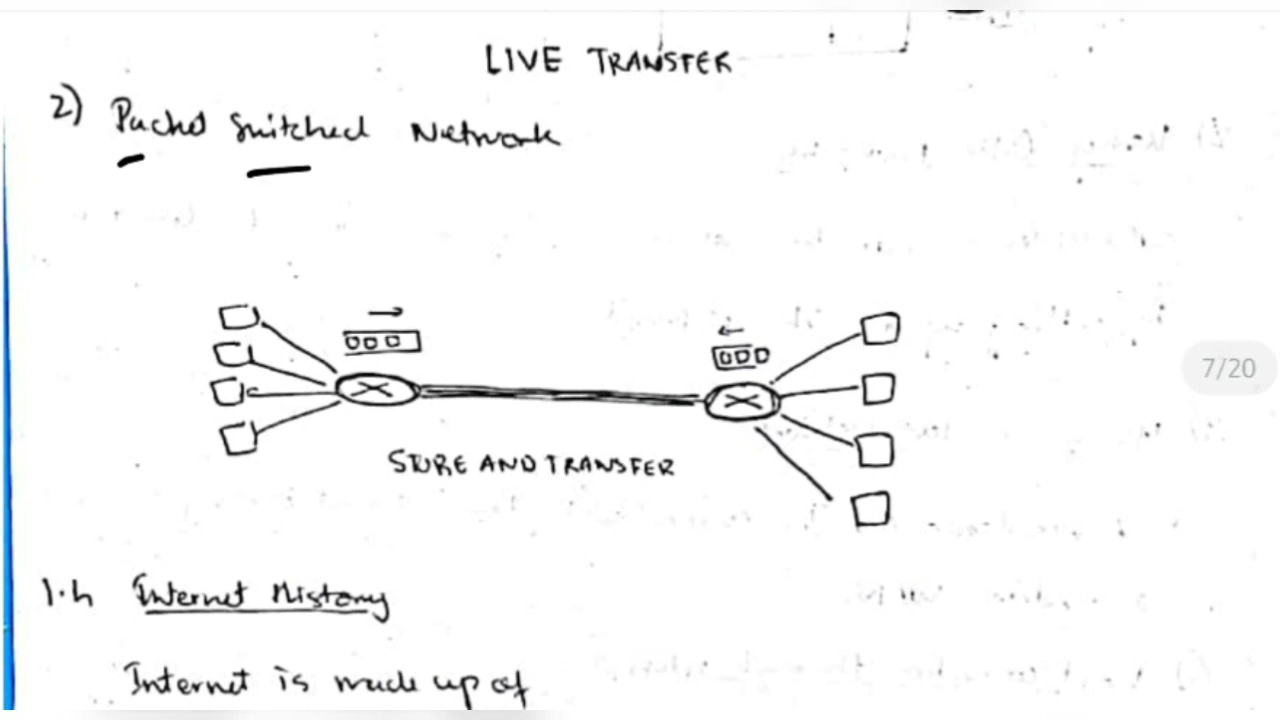 LIVE TRANSFER
2) Packet Switched Network
STORE AND TRANSFER
7/20
1.4 Internet History
Internet is made up of